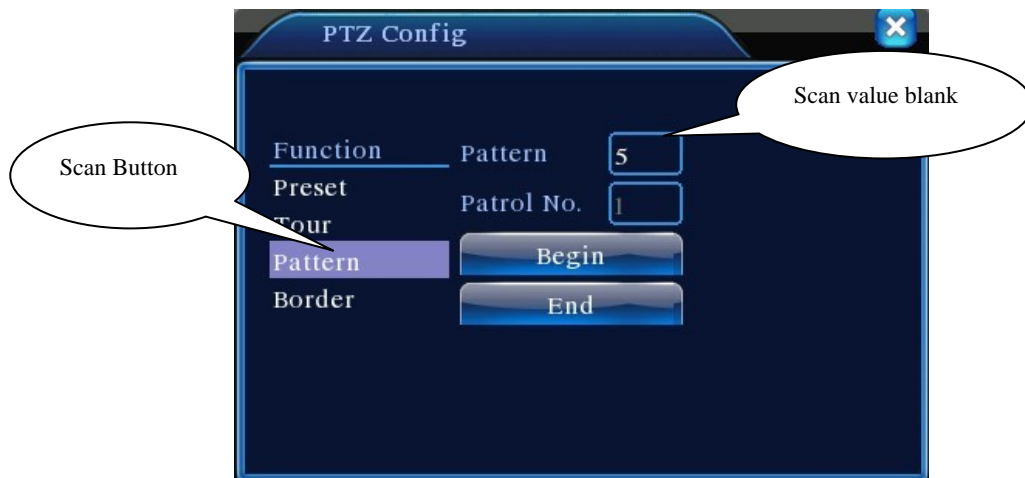 PTZ Config
Scan value blank
Scan Button
Function
Pattern
5
Preset
Patrol No.
1
Tour
Pattern
Begin
Border
End